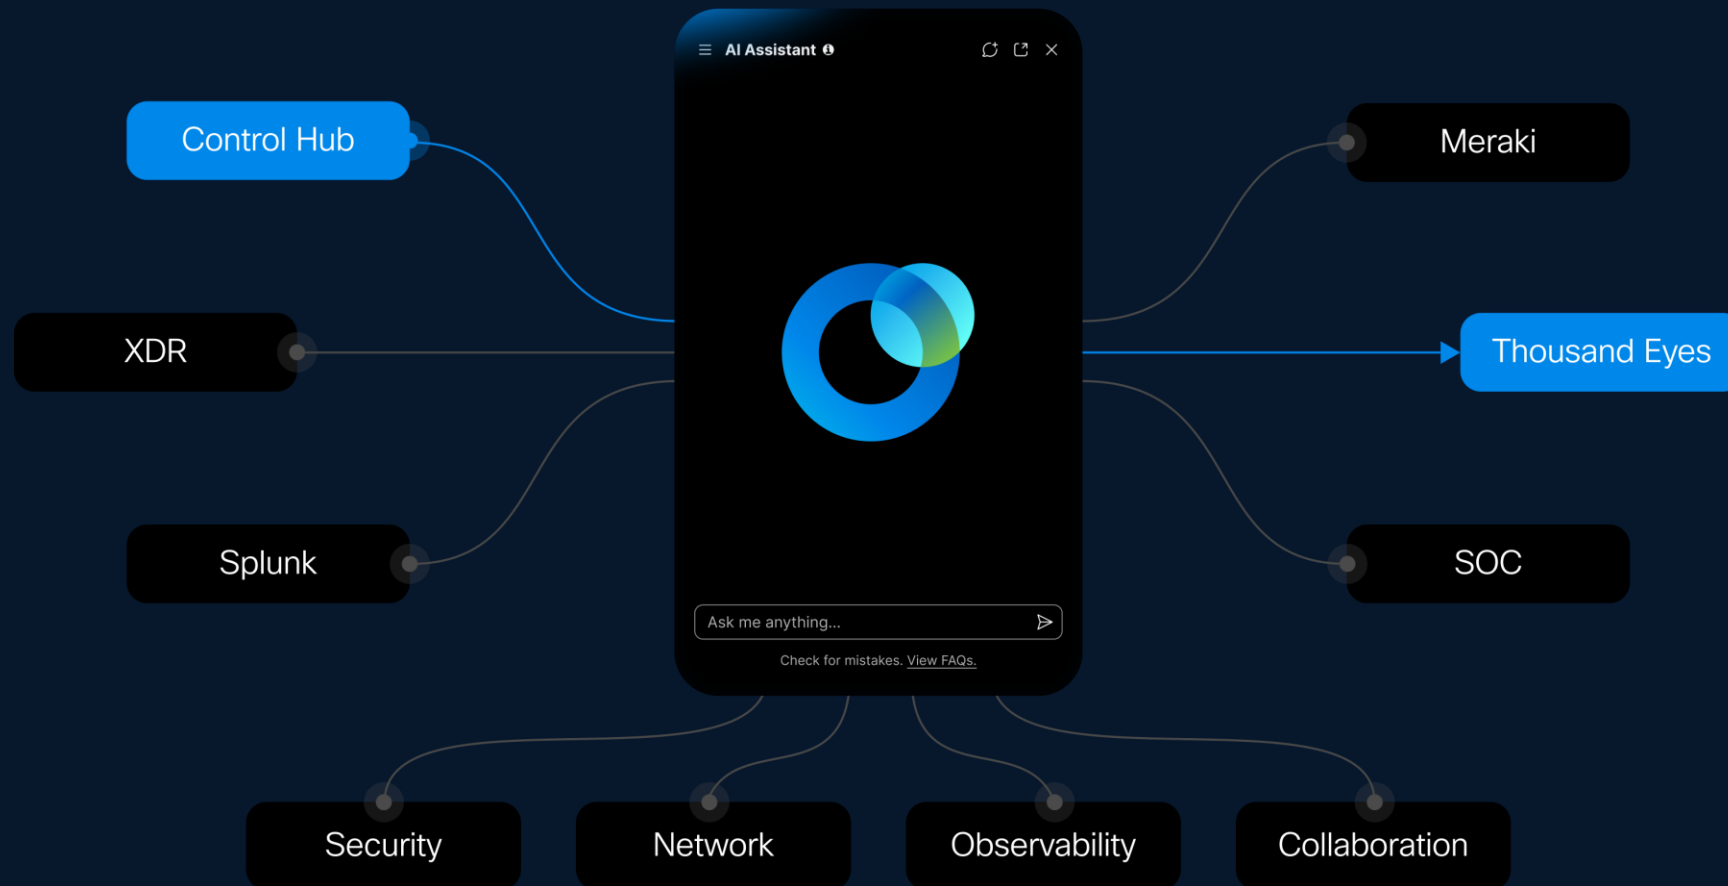 AI Assistant
Control Hub
Meraki
XDR
Thousand Eyes
Splunk
SOC
Ask me anything...
Check for mistakes. View FAQs.
Security
Network
Observability
Collaboration